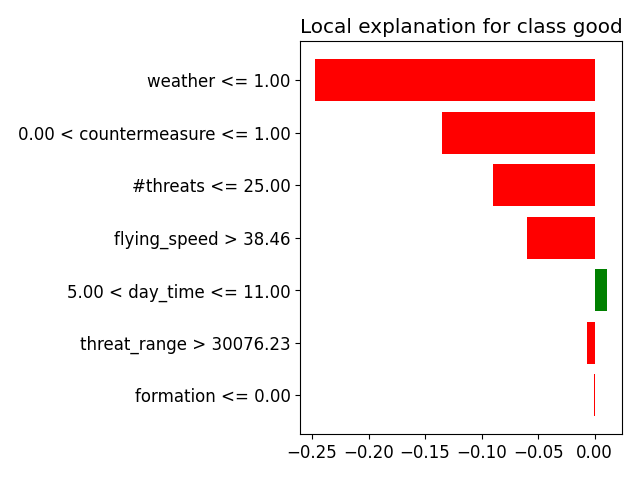 Local explanation for class good
weather <= 1.00
0.00 < countermeasure <= 1.00
#threats <= 25.00
flying_speed > 38.46
5.00 < day_time <= 11.00
threat_range > 30076.23
formation <= 0.00
−0.25 −0.20 −0.15 −0.10 −0.05 0.00